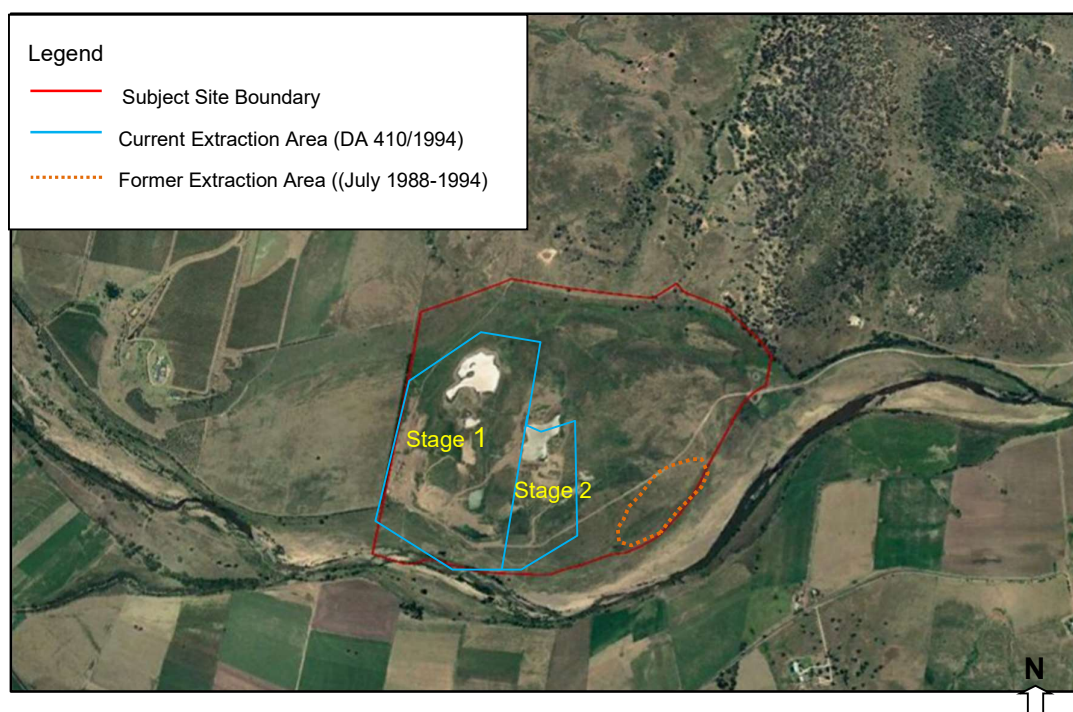 Legend
Subject Site Boundary
Current Extraction Area (DA 410/1994)
Former Extraction Area ((July 1988-1994)
Stage 1
Stage 2
N